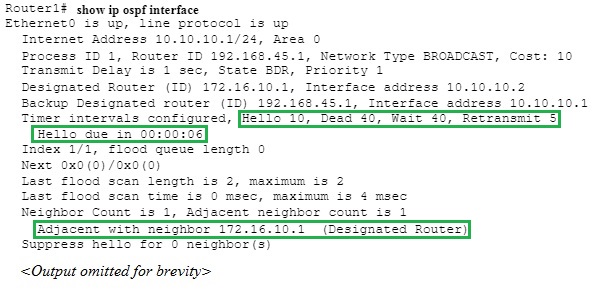 Router1# show ip ospf interface
Ethernet0 is up, line protocol is up
Internet Address 10.10.10.1/24, Area 0
Process ID 1, Router ID 192.168.45.1, Network Type BROADCAST, Cost: 10
Transmit Delay is 1 sec, State BDR, Priority 1
Designated Router (ID) 172.16.10.1, Interface address 10.10.10.2
Backup Designated router (ID) 192.168.45.1, Interface address 10.10.10.1
Timer intervals configured, Hello 10, Dead 40, Wait 40, Retransmit 5
Hello due in 00:00:06
Index 1/1, flood queue length 0
Next 0x0(0)/0x0(0)
Last flood scan length is 2, maximum is 2
Last flood scan time is 0 msec, maximum is 4 msec
Neighbor Count is 1, Adjacent neighbor count is 1
Adjacent with neighbor 172.16.10.1 (Designated Router)
Suppress hello for 0 neighbor(s)
<Output omitted for brevity>